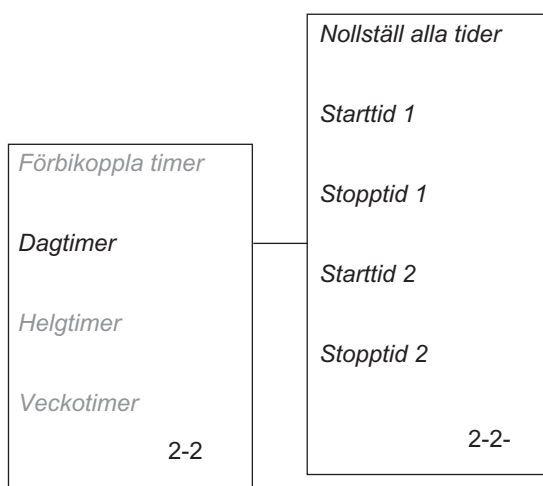 Förbikoppla timer
Dagtimer
Helgtimer
Veckotimer
2-2
Nollställ alla tider
Starttid 1
Stopptid 1
Starttid 2
Stopptid 2
2-2-